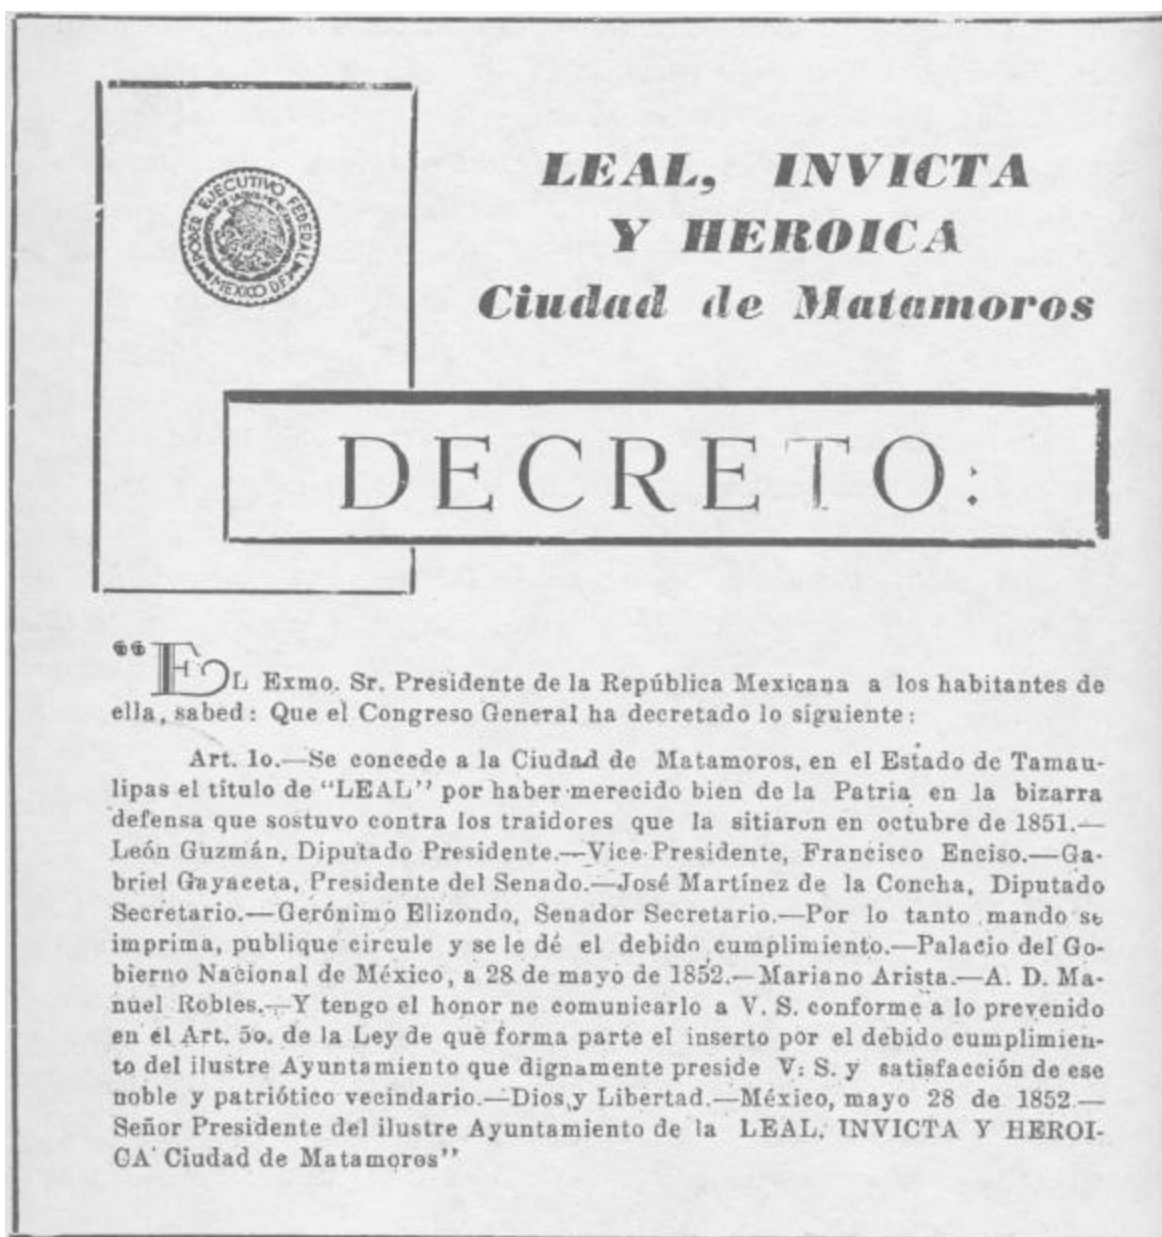 PODER EJECUTIVO FEDERAL
MEXICO DF
LEAL, INVICTA
Y HEROICA
Ciudad de Matamoros
DECRETO:
“EL Exmo. Sr. Presidente de la República Mexicana a los habitantes de
ella, sabed: Que el Congreso General ha decretado lo siguiente:
Art. 1o.—Se concede a la Ciudad de Matamoros, en el Estado de Tamau-
lipas el título de “LEAL” por haber merecido bien de la Patria en la bizarra
defensa que sostuvo contra los traidores que la sitiaron en octubre de 1851.—
León Guzmán. Diputado Presidente.—Vice-Presidente, Francisco Enciso.—Ga-
briel Gayaceta, Presidente del Senado.—José Martínez de la Concha, Diputado
Secretario.—Gerónimo Elizondo, Senador Secretario.—Por lo tanto mando se
imprima, publique circule y se le dé el debido cumplimiento.—Palacio del Go-
bierno Nacional de México, a 28 de mayo de 1852.—Mariano Arista.—A. D. Ma-
nuel Robles.—Y tengo el honor ne comunicarlo a V. S. conforme a lo prevenido
en el Art. 5o. de la Ley de que forma parte el inserto por el debido cumplimien-
to del ilustre Ayuntamiento que dignamente preside V. S. y satisfacción de ese
noble y patriótico vecindario.—Dios y Libertad.—México, mayo 28 de 1852.—
Señor Presidente del ilustre Ayuntamiento de la LEAL, INVICTA Y HEROI-
CA Ciudad de Matamoros”